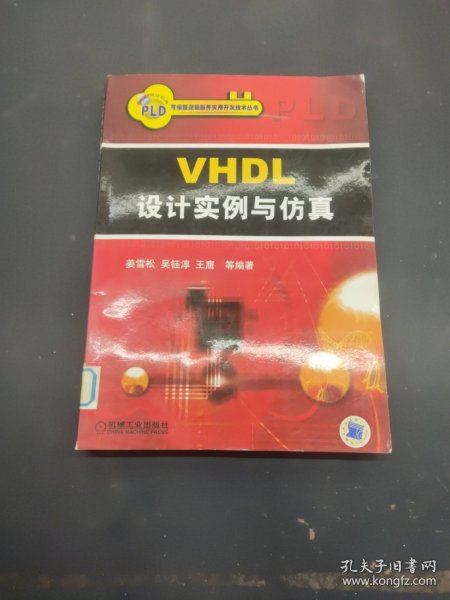 PLD
可编程逻辑器件实用开发技术丛书
PLD
VHDL
设计实例与仿真
姜雪松 吴钰淳 王鹰 等编著
机械工业出版社
CHINA MACHINE PRESS
孔夫子旧书网
www.kongfz.com